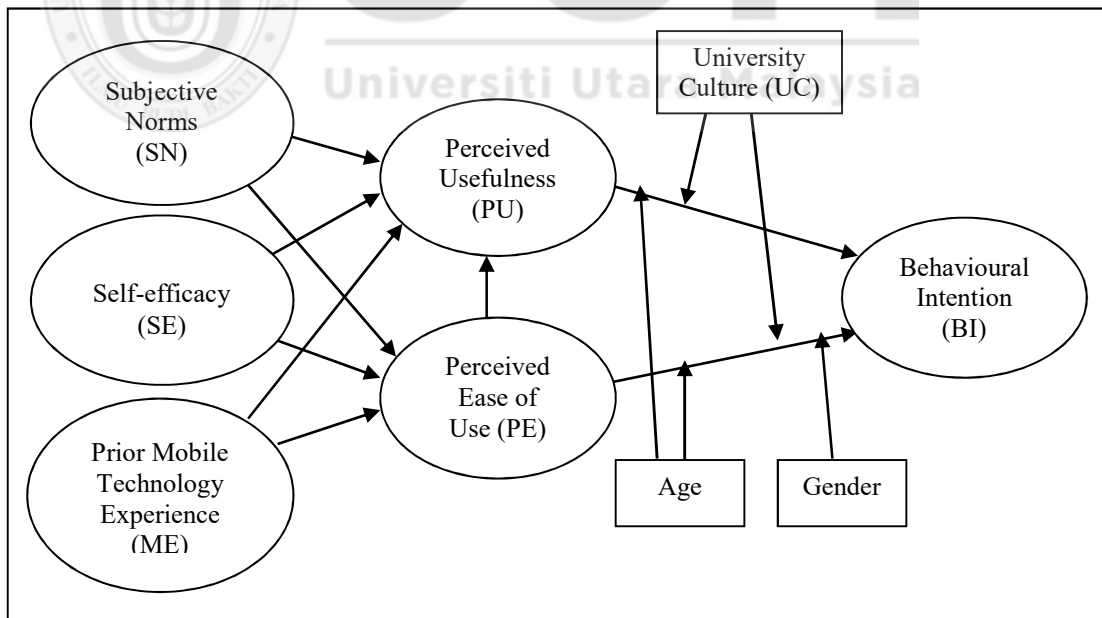 Subjective
Norms
(SN)
Self-efficacy
(SE)
Prior Mobile
Technology
Experience
(ME)
Perceived
Usefulness
(PU)
Perceived
Ease of
Use (PE)
University
Culture (UC)
Universiti Utara Malaysia
Age
Gender
Behavioural
Intention
(BI)